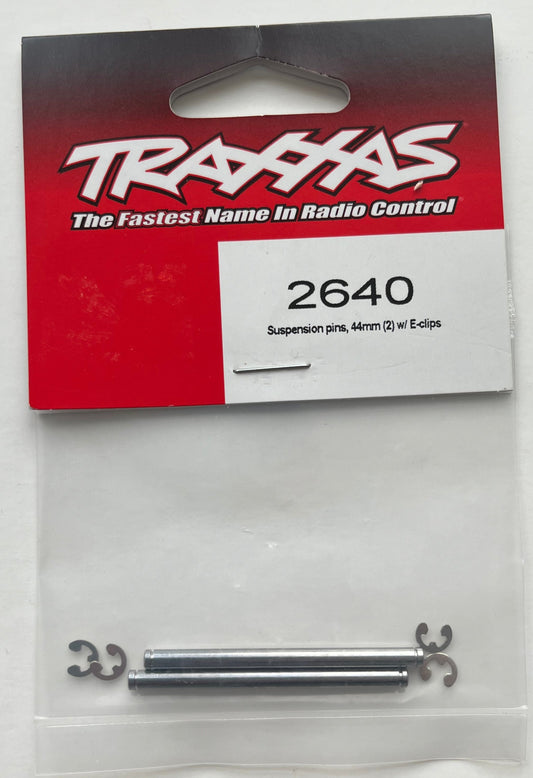 TRAXXAS
The Fastest Name In Radio Control
2640
Suspension pins, 44mm (2) w/ E-clips